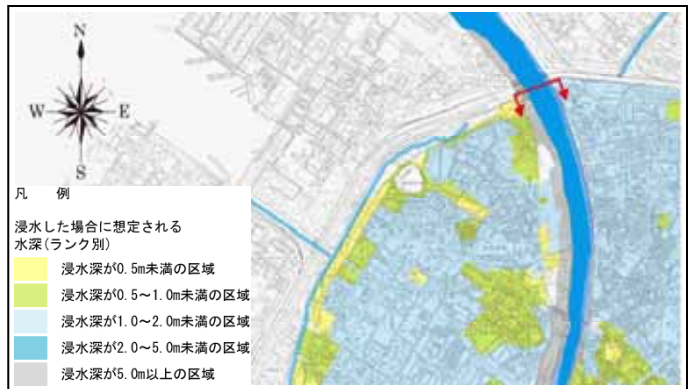 N
W
E
S
凡 例
浸水した場合に想定される
水深(ランク別)
浸水深が0.5m未満の区域
浸水深が0.5～1.0m未満の区域
浸水深が1.0～2.0m未満の区域
浸水深が2.0～5.0m未満の区域
浸水深が5.0m以上の区域